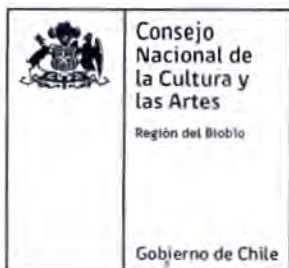 Consejo
Nacional de
la Cultura y
las Artes
Región del Biobío
Gobierno de Chile